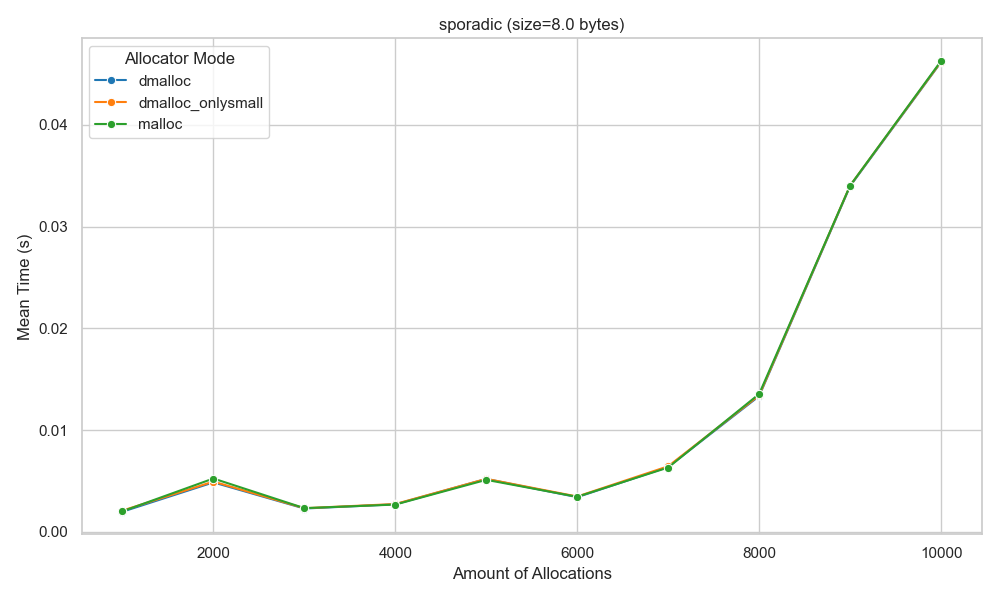 sporadic (size=8.0 bytes)
Allocator Mode
dmalloc
dmalloc_onlysmall
malloc
Mean Time (s)
0.04
0.03
0.02
0.01
0.00
2000 4000 6000 8000 10000
Amount of Allocations